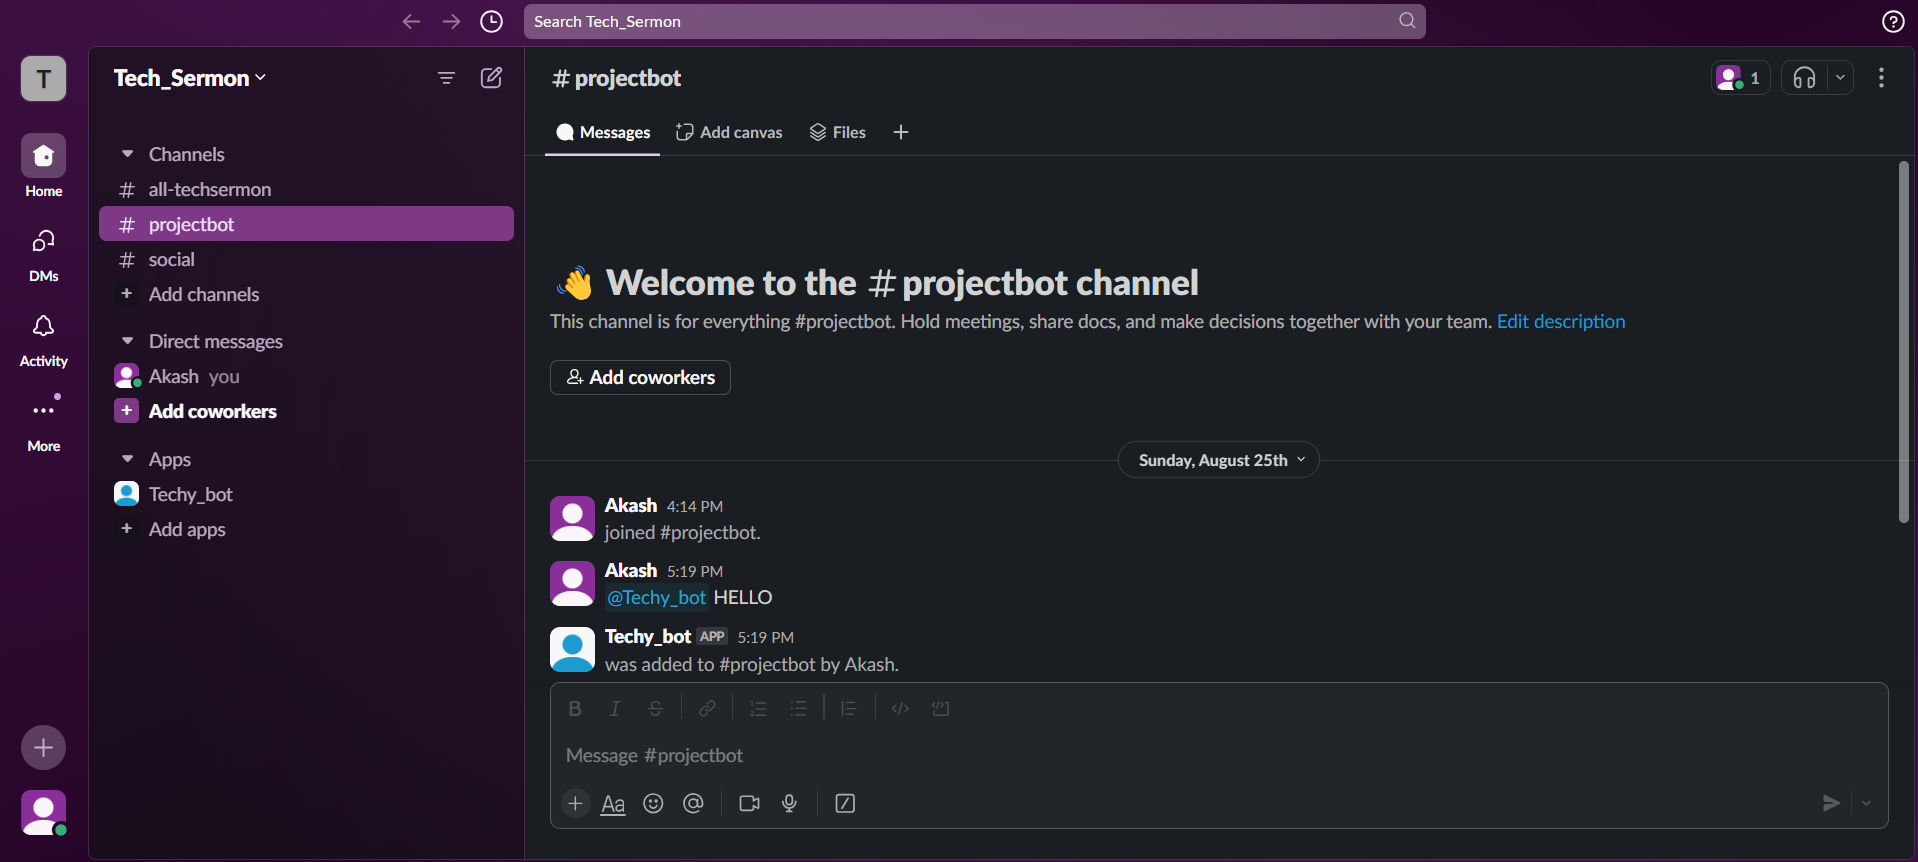 Search Tech_Sermon
T
Home
DMs
Activity
More
Tech_Sermon
Channels
# all-techsermon
# projectbot
# social
+ Add channels
Direct messages
Akash you
+ Add coworkers
Apps
Techy_bot
+ Add apps
# projectbot
1
Messages Add canvas Files +
👋 Welcome to the # projectbot channel
This channel is for everything #projectbot. Hold meetings, share docs, and make decisions together with your team. Edit description
Add coworkers
Sunday, August 25th
Akash 4:14 PM
joined #projectbot.
Akash 5:19 PM
@Techy_bot HELLO
Techy_bot APP 5:19 PM
was added to #projectbot by Akash.
B I S
Message #projectbot
+ Aa @